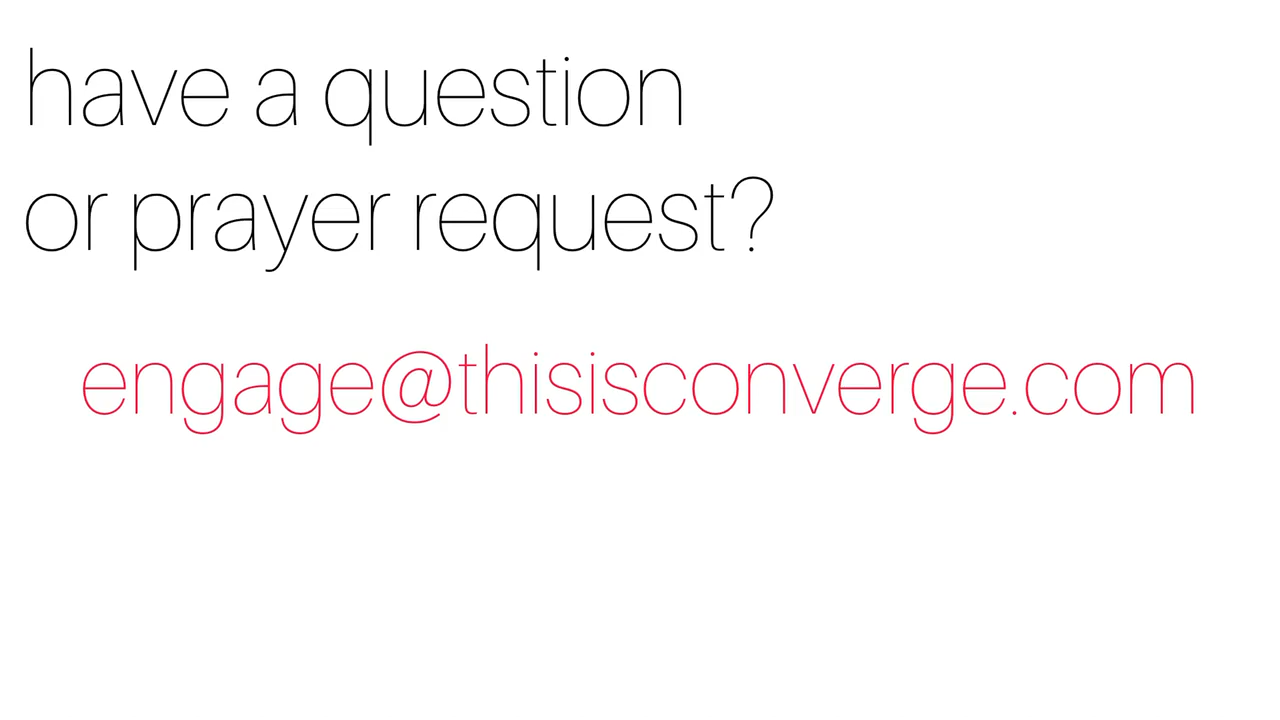 have a question
or prayer request?
engage@thisisconverge.com